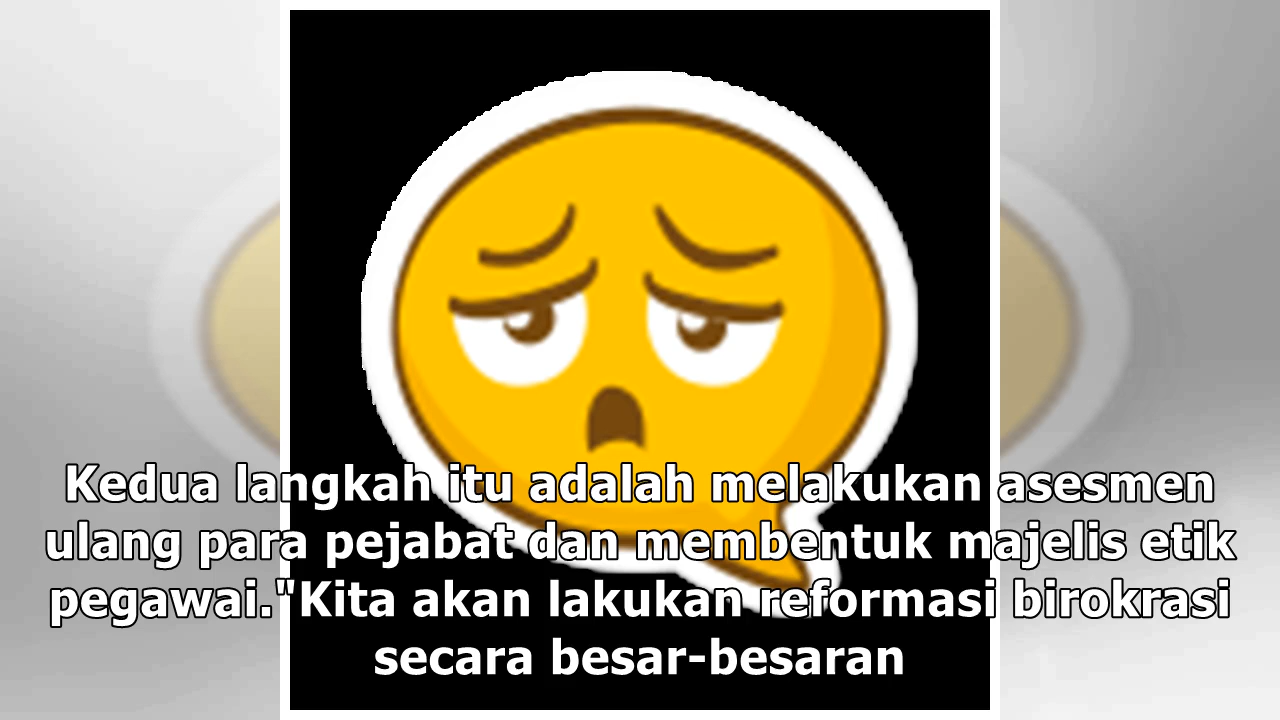 Kedua langkah itu adalah melakukan asesmen
ulang para pejabat dan membentuk majelis etik
pegawai."Kita akan lakukan reformasi birokrasi
secara besar-besaran